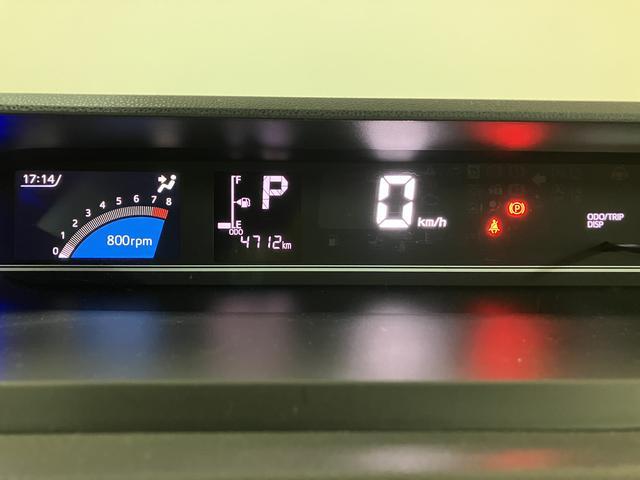 17:14
0 1 2 3 4 5 6 7 8
800rpm
F
E
P
ODO
4712km
0 km/h
(P)
ODO/TRIP
DISP